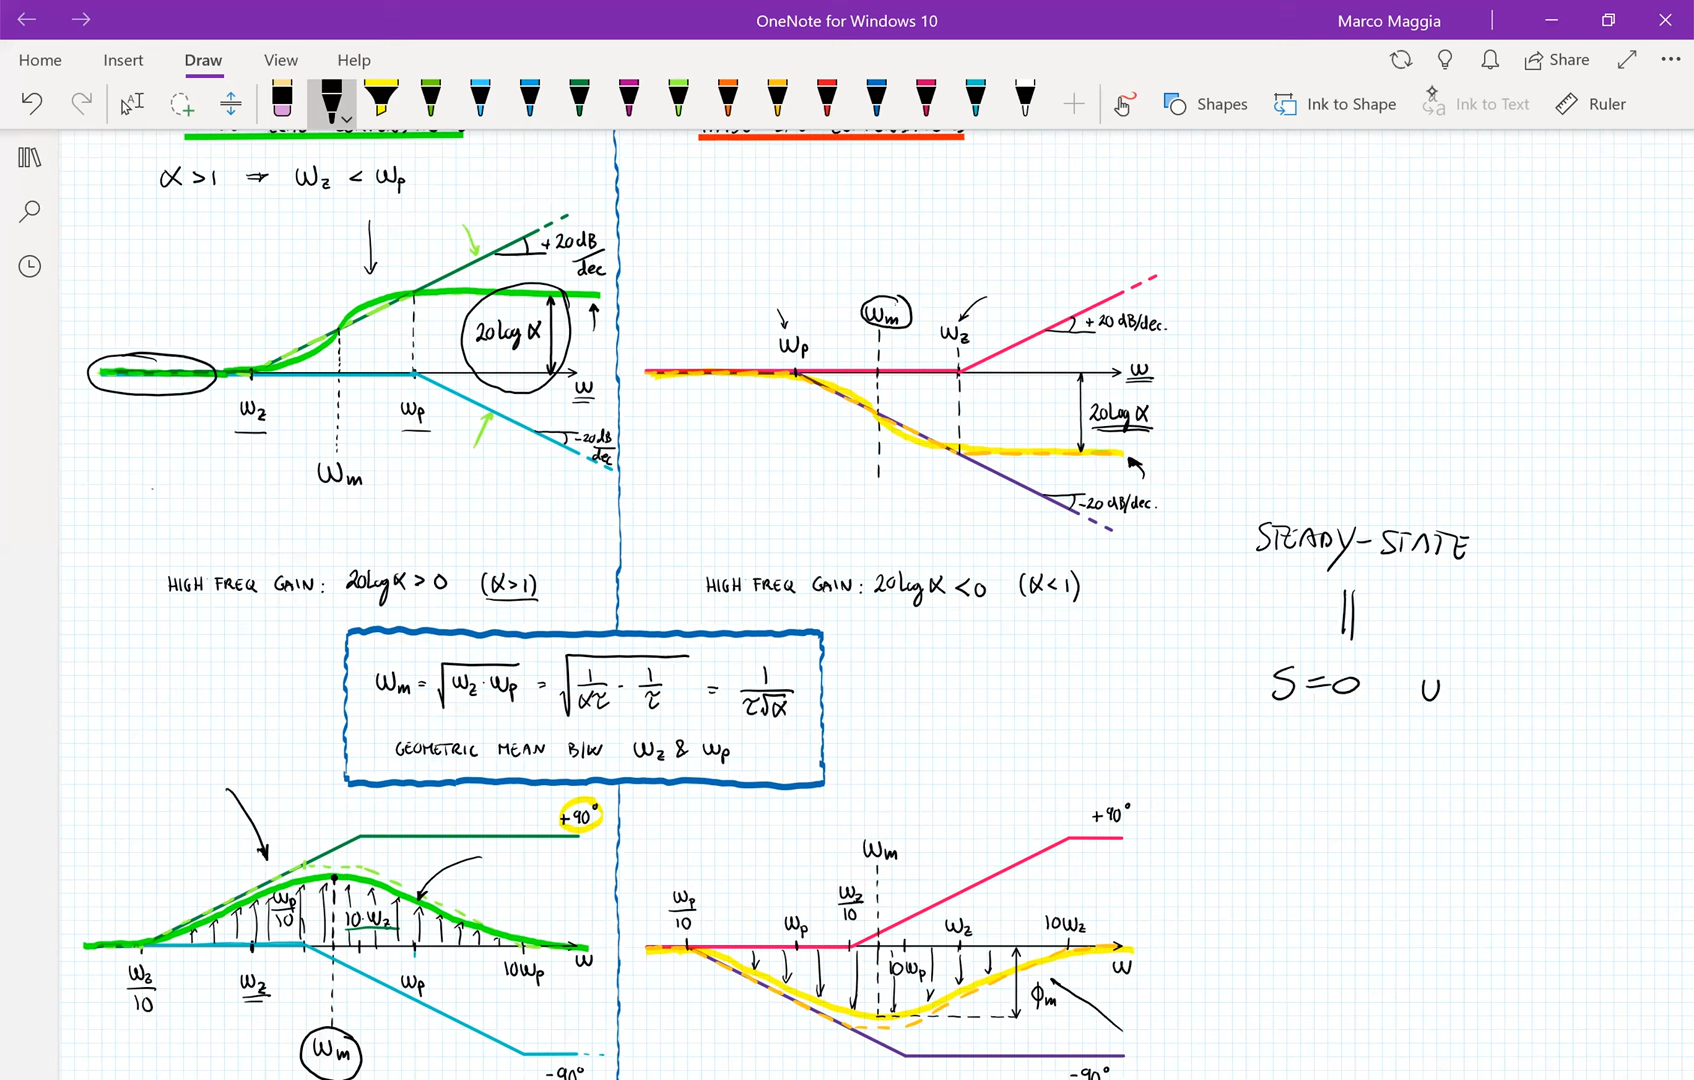 OneNote for Windows 10
Marco Maggia
Home
Insert
Draw
View
Help
Share
Shapes
Ink to Shape
Ink to Text
Ruler
α > 1 ⇒ ωz < ωp
+20dB/dec
20 log α
ω
ωz
ωp
-20dB/dec
ωm
ωm
ωp
ωz
+20 dB/dec.
ω
20 log α
-20 dB/dec.
STEADY-STATE
||
S=0 U
HIGH FREQ GAIN: 20 log α > 0 (α>1)
HIGH FREQ GAIN: 20 log α < 0 (α<1)
ωm = √(ωz · ωp) = √(1/ατ · 1/τ) = 1/(τ√α)
GEOMETRIC MEAN B/W ωz & ωp
+90°
ωp/10
10·ωz
ωz/10
ωz
ωp
10ωp
ω
ωm
-90°
+90°
ωm
ωp/10
ωp
ωz/10
ωz
10ωz
10ωp
ω
ϕm
-90°